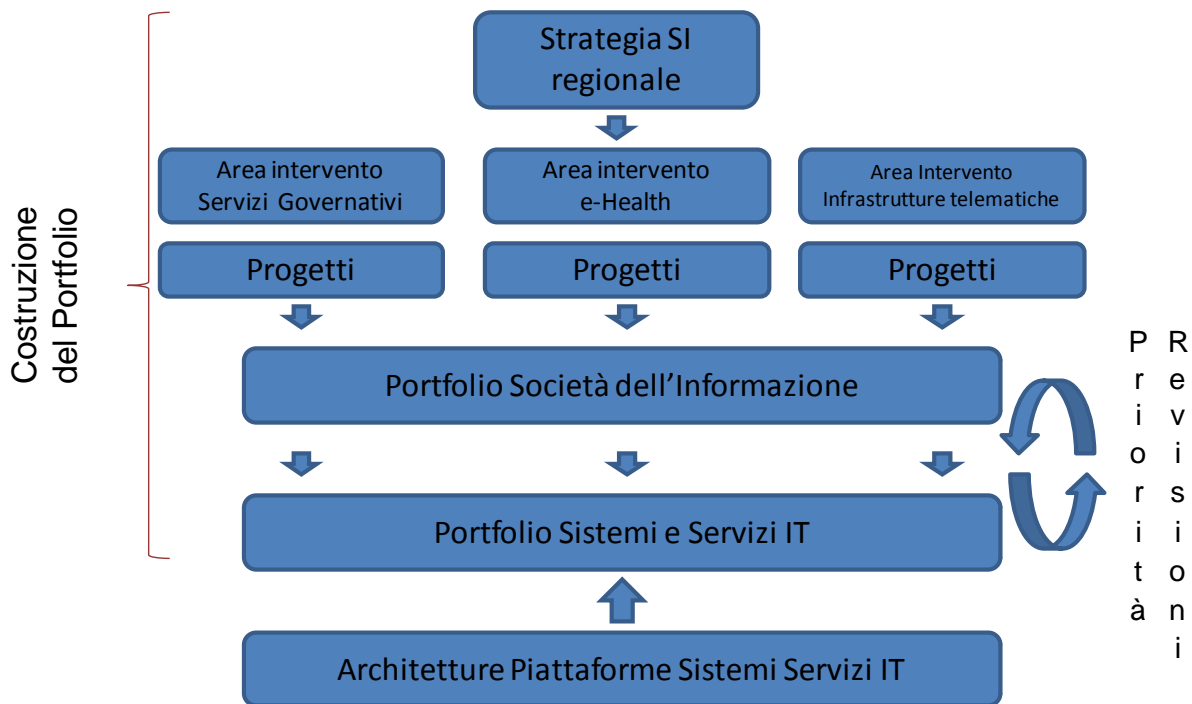 Strategia SI
regionale
Area intervento
Servizi Governativi
Area intervento
e-Health
Area Intervento
Infrastrutture telematiche
Progetti
Progetti
Progetti
Costruzione
del Portfolio
Portfolio Società dell’Informazione
Portfolio Sistemi e Servizi IT
Architetture Piattaforme Sistemi Servizi IT
Priorità
Revisioni